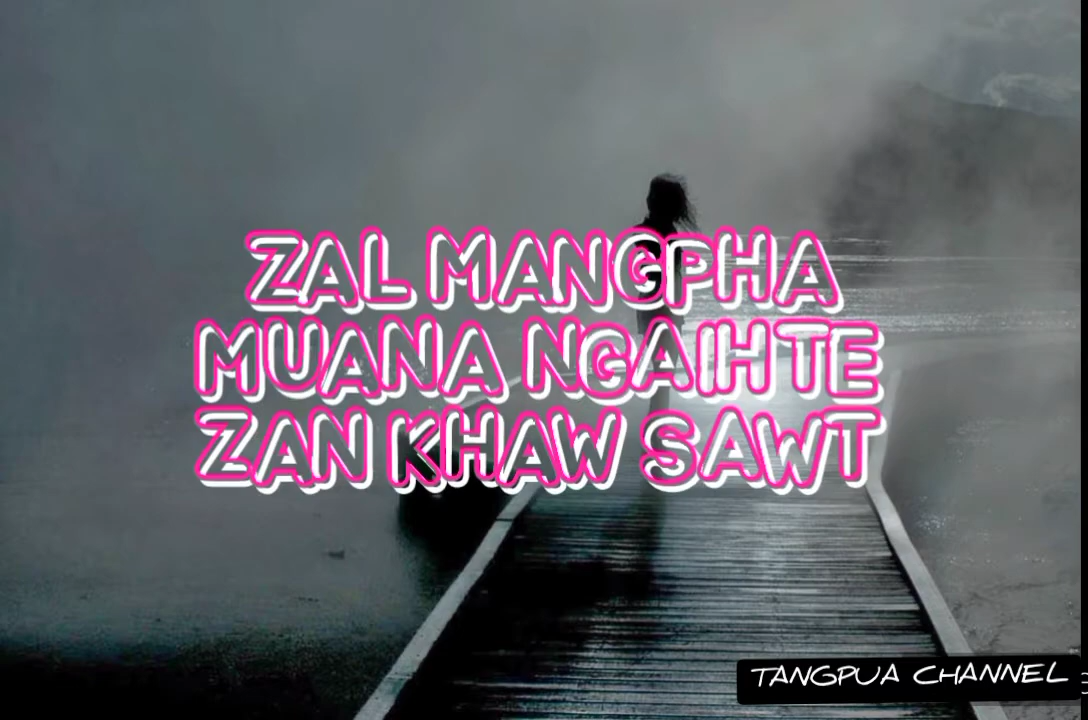 ZAL MANGPHA
MUANA NGAIHTE
ZAN KHAW SAWT
TANGPUA CHANNEL